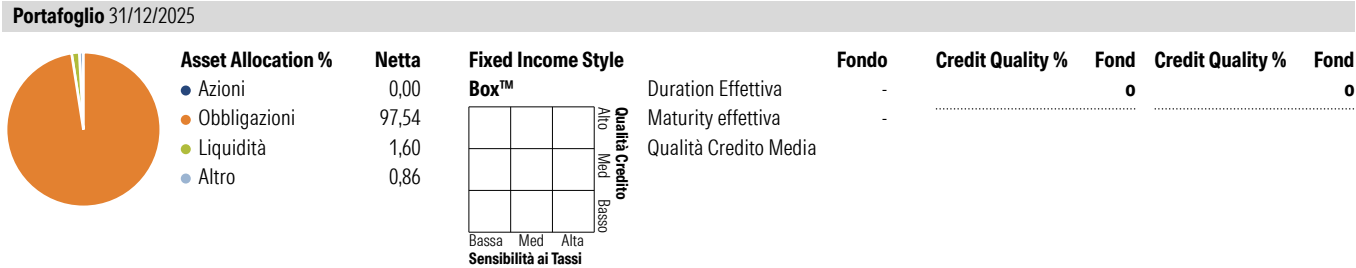 Portafoglio 31/12/2025
Asset Allocation % Netta
Azioni 0,00
Obbligazioni 97,54
Liquidità 1,60
Altro 0,86
Fixed Income Style
Box™
Alto Med Basso
Qualità Credito
Bassa Med Alta
Sensibilità ai Tassi
Fondo
Duration Effettiva -
Maturity effettiva -
Qualità Credito Media
Credit Quality % Fond
o
Credit Quality % Fond
o